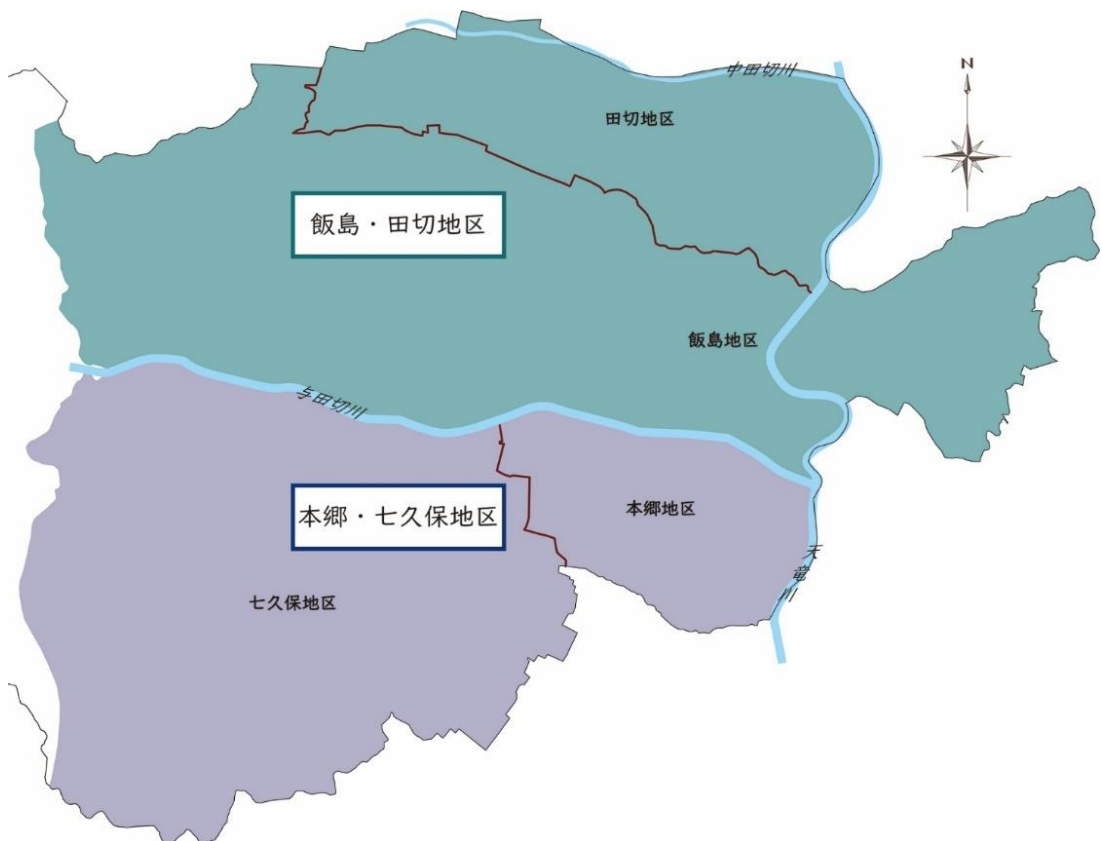 N
中田切川
田切地区
飯島・田切地区
飯島地区
与田切川
本郷・七久保地区
本郷地区
天竜川
七久保地区